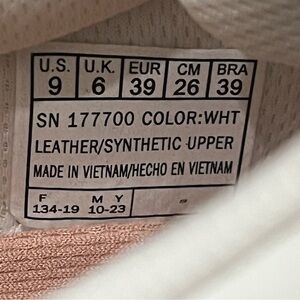 U.S. U.K. EUR CM BRA
9 6 39 26 39
SN 177700 COLOR:WHT
LEATHER/SYNTHETIC UPPER
MADE IN VIETNAM/HECHO EN VIETNAM
F M Y
134-19 10-23